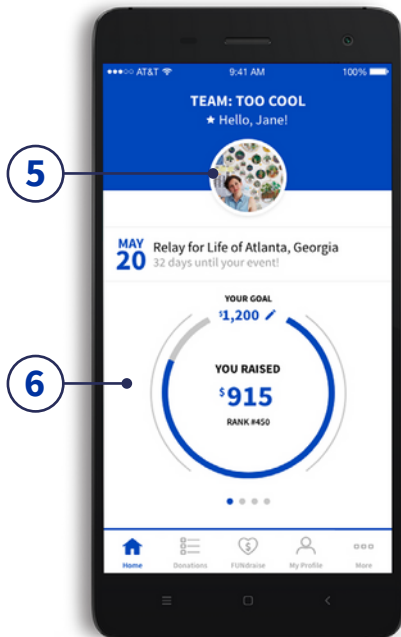 AT&T 9:41 AM 100%
TEAM: TOO COOL
★ Hello, Jane!
5
MAY
20
Relay for Life of Atlanta, Georgia
32 days until your event!
YOUR GOAL
$1,200
6
YOU RAISED
$915
RANK #450
Home Donations FUNdraise My Profile More